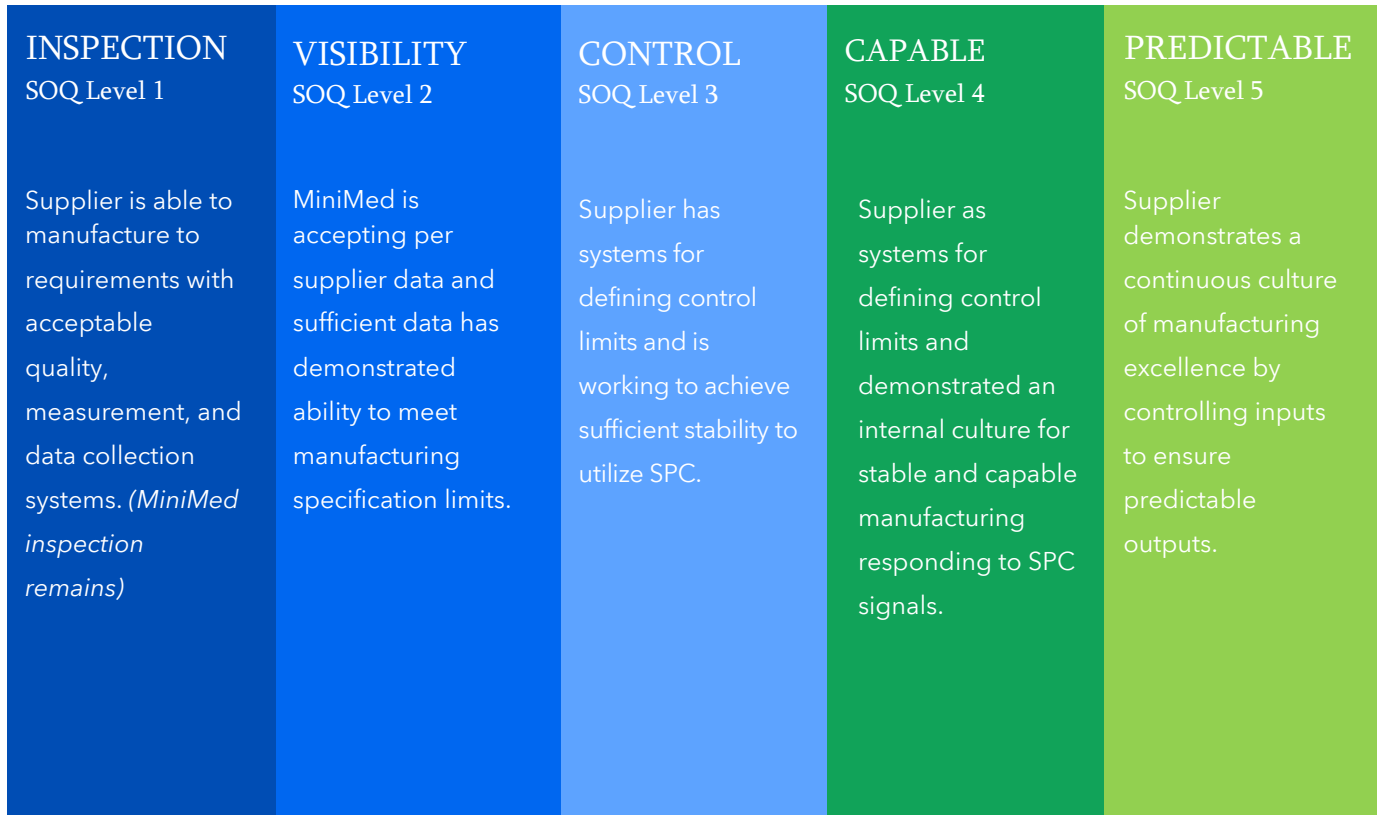 INSPECTION
SOQ Level 1
Supplier is able to
manufacture to
requirements with
acceptable
quality,
measurement, and
data collection
systems. (MiniMed
inspection
remains)
VISIBILITY
SOQ Level 2
MiniMed is
accepting per
supplier data and
sufficient data has
demonstrated
ability to meet
manufacturing
specification limits.
CONTROL
SOQ Level 3
Supplier has
systems for
defining control
limits and is
working to achieve
sufficient stability to
utilize SPC.
CAPABLE
SOQ Level 4
Supplier as
systems for
defining control
limits and
demonstrated an
internal culture for
stable and capable
manufacturing
responding to SPC
signals.
PREDICTABLE
SOQ Level 5
Supplier
demonstrates a
continuous culture
of manufacturing
excellence by
controlling inputs
to ensure
predictable
outputs.